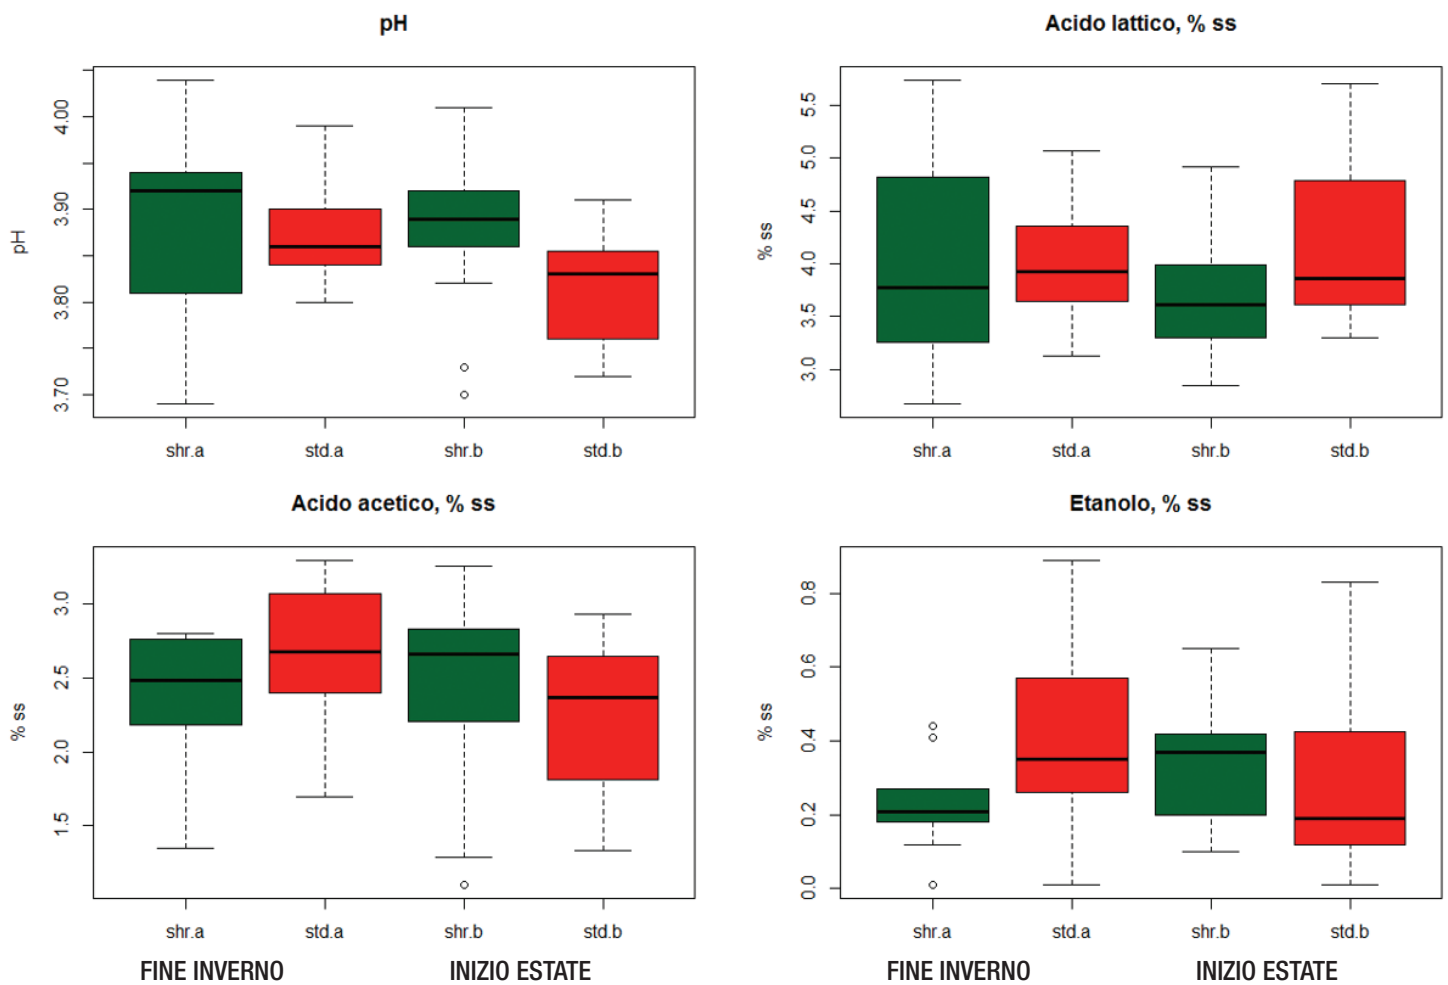 pH
pH
4.00
3.90
3.80
3.70
shr.a
std.a
shr.b
std.b
Acido lattico, % ss
% ss
5.5
5.0
4.5
4.0
3.5
3.0
shr.a
std.a
shr.b
std.b
Acido acetico, % ss
% ss
3.0
2.5
2.0
1.5
shr.a
std.a
shr.b
std.b
FINE INVERNO
INIZIO ESTATE
Etanolo, % ss
% ss
0.8
0.6
0.4
0.2
0.0
shr.a
std.a
shr.b
std.b
FINE INVERNO
INIZIO ESTATE